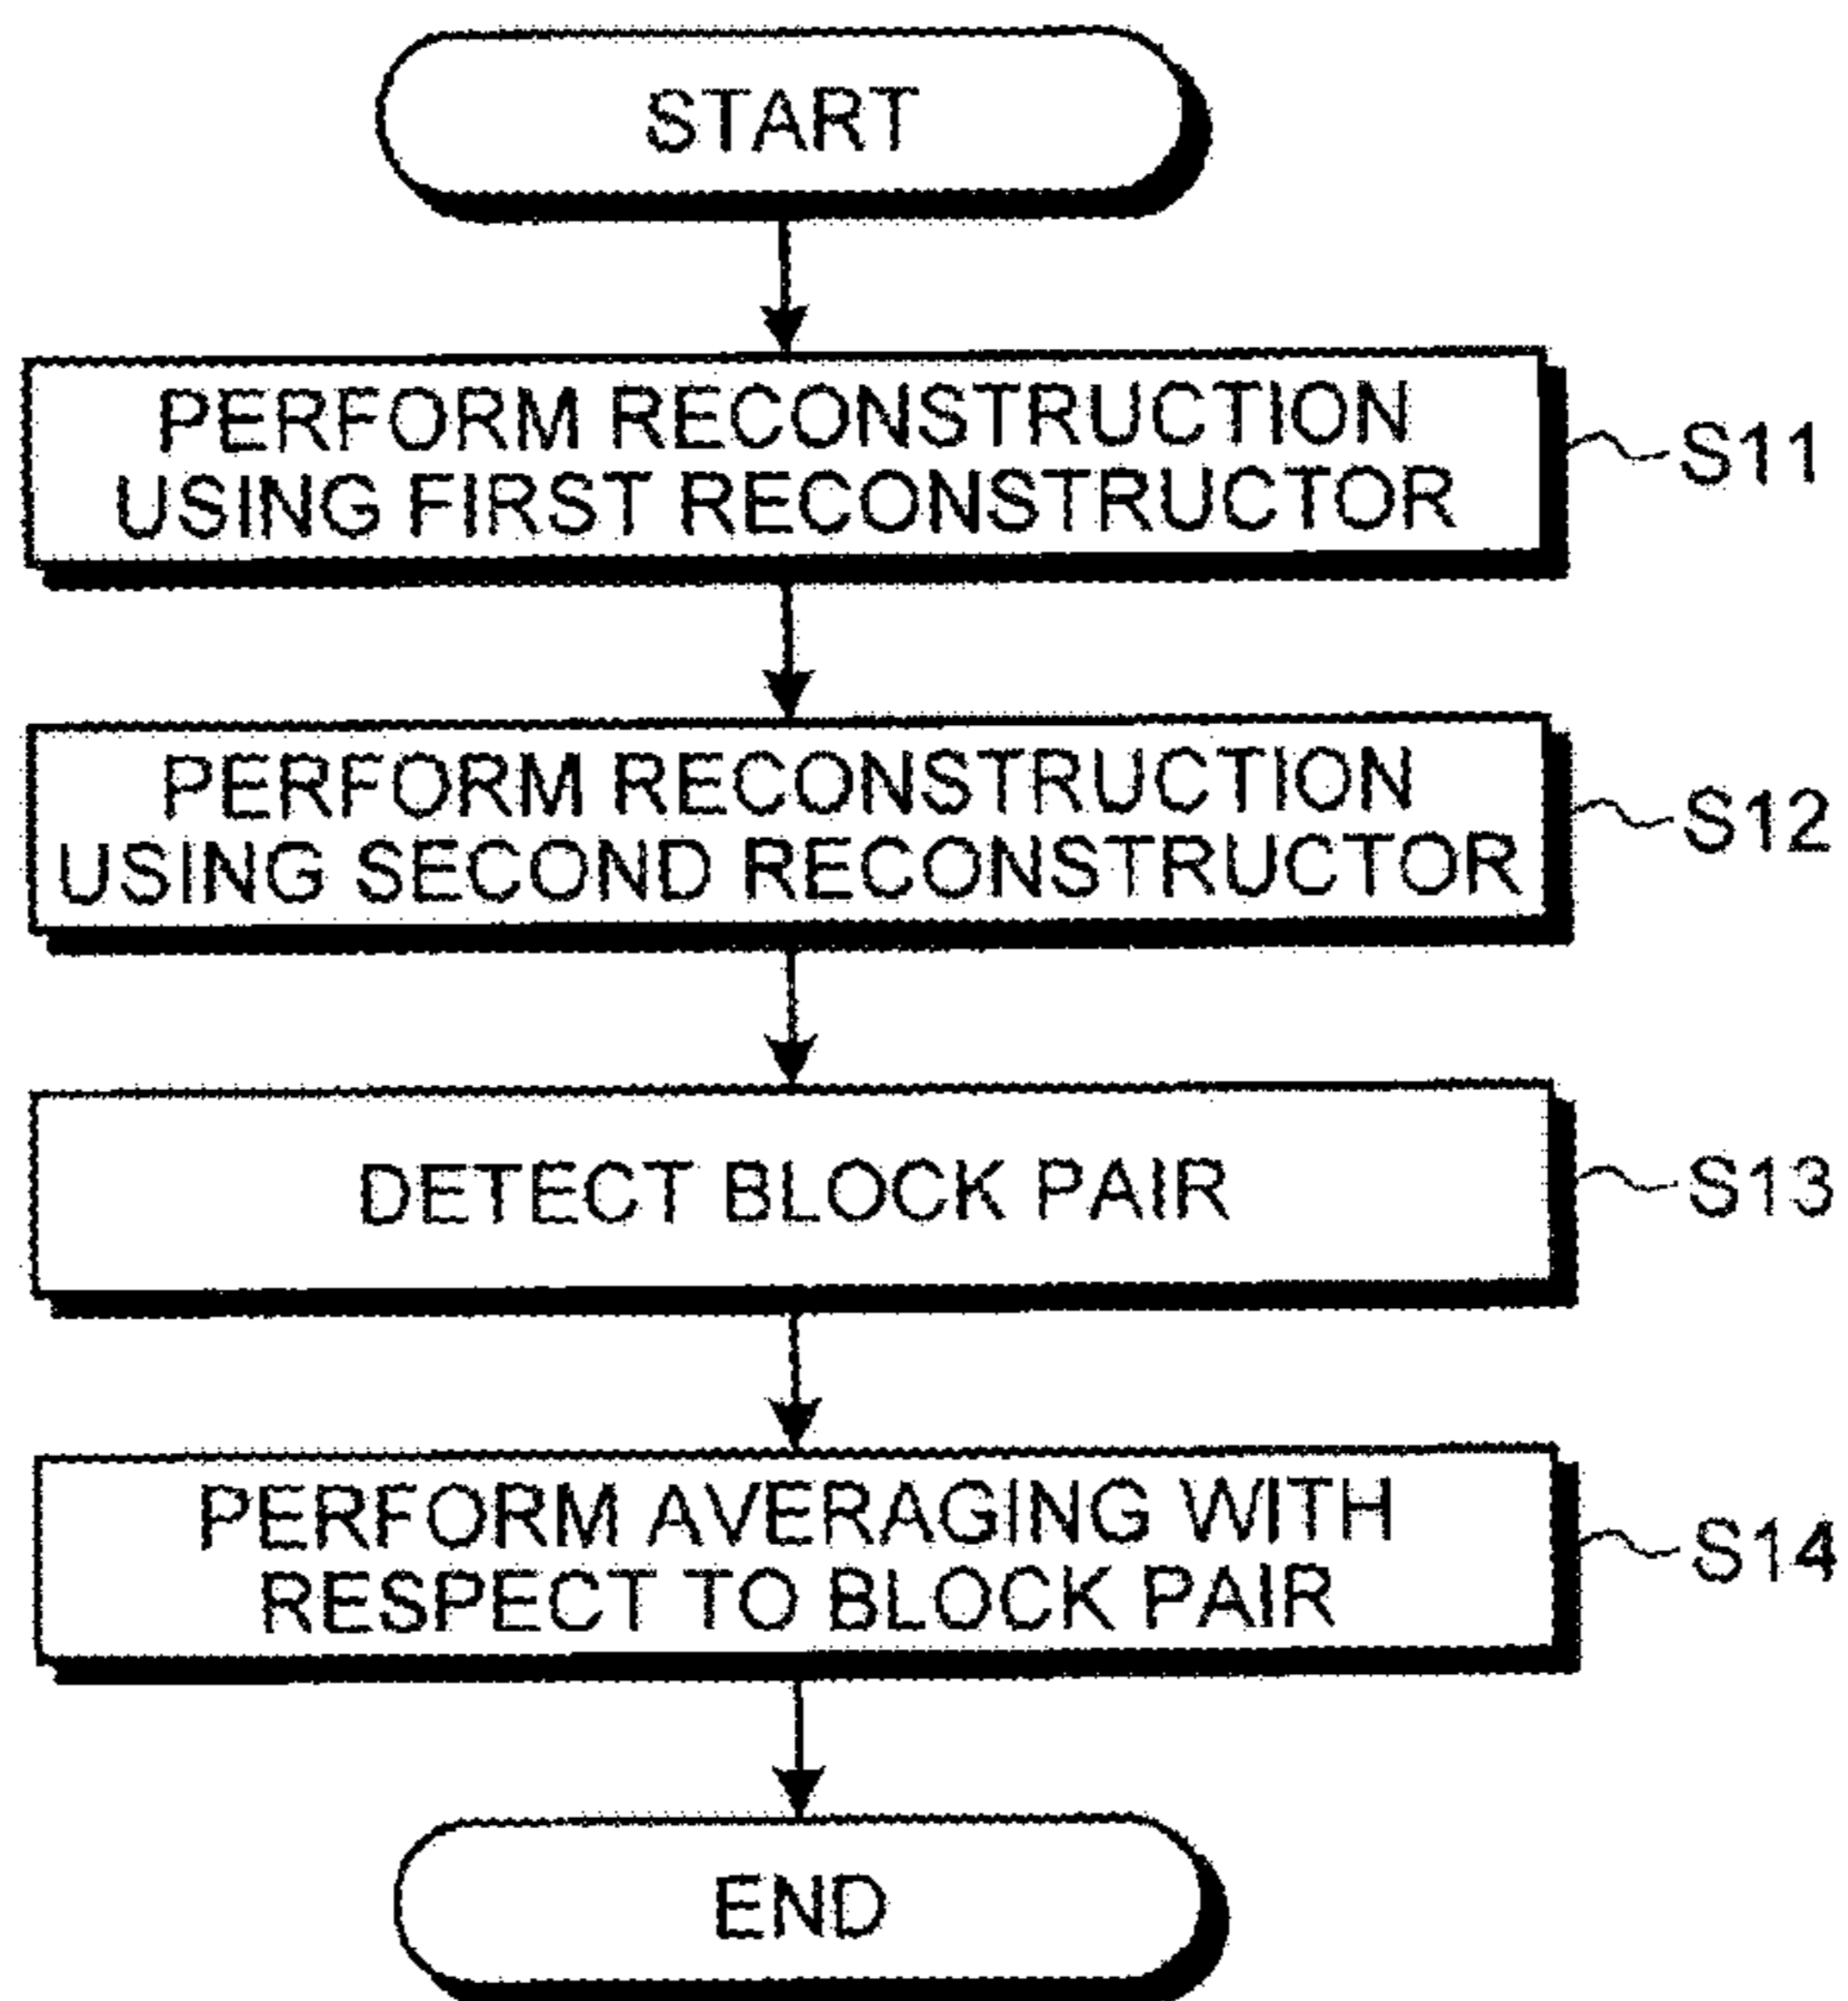 START
PERFORM RECONSTRUCTION
USING FIRST RECONSTRUCTOR
S11
PERFORM RECONSTRUCTION
USING SECOND RECONSTRUCTOR
S12
DETECT BLOCK PAIR
S13
PERFORM AVERAGING WITH
RESPECT TO BLOCK PAIR
S14
END